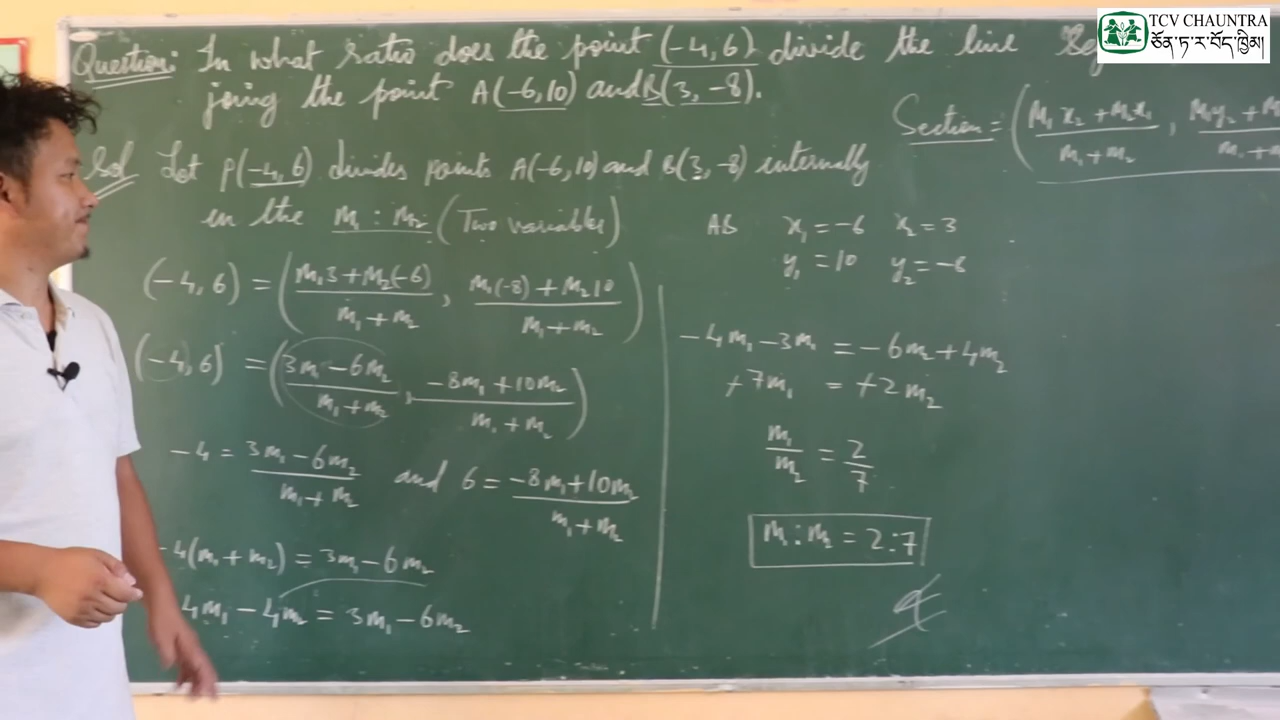 TCV CHAUNTRA
ཅོན་ཏ་ར་བོད་ཁྱིམ།
Question: In what ratio does the point (-4, 6) divide the line Seg
joing the point A(-6, 10) and B(3, -8).
Section = (M₁x₂ + M₂x₁ / m₁ + m₂ , M₁y₂ + M / m₁ + m
Sol Let P(-4, 6) divides points A(-6, 10) and B(3, -8) internally
in the m₁ : m₂ (Two variables)
(-4, 6) = (M₁3 + M₂(-6) / m₁ + m₂ , M₁(-8) + M₂10 / m₁ + m₂)
(-4, 6) = (3m₁ - 6m₂ / m₁ + m₂ , -8m₁ + 10m₂ / m₁ + m₂)
-4 = 3m₁ - 6m₂ / m₁ + m₂ and 6 = -8m₁ + 10m₂ / m₁ + m₂
-4(m₁ + m₂) = 3m₁ - 6m₂
4m₁ - 4m₂ = 3m₁ - 6m₂
x₁ = -6 x₂ = 3
y₁ = 10 y₂ = -8
-4m₁ - 3m₁ = -6m₂ + 4m₂
+7m₁ = +2m₂
m₁ / m₂ = 2 / 7
m₁ : m₂ = 2 : 7